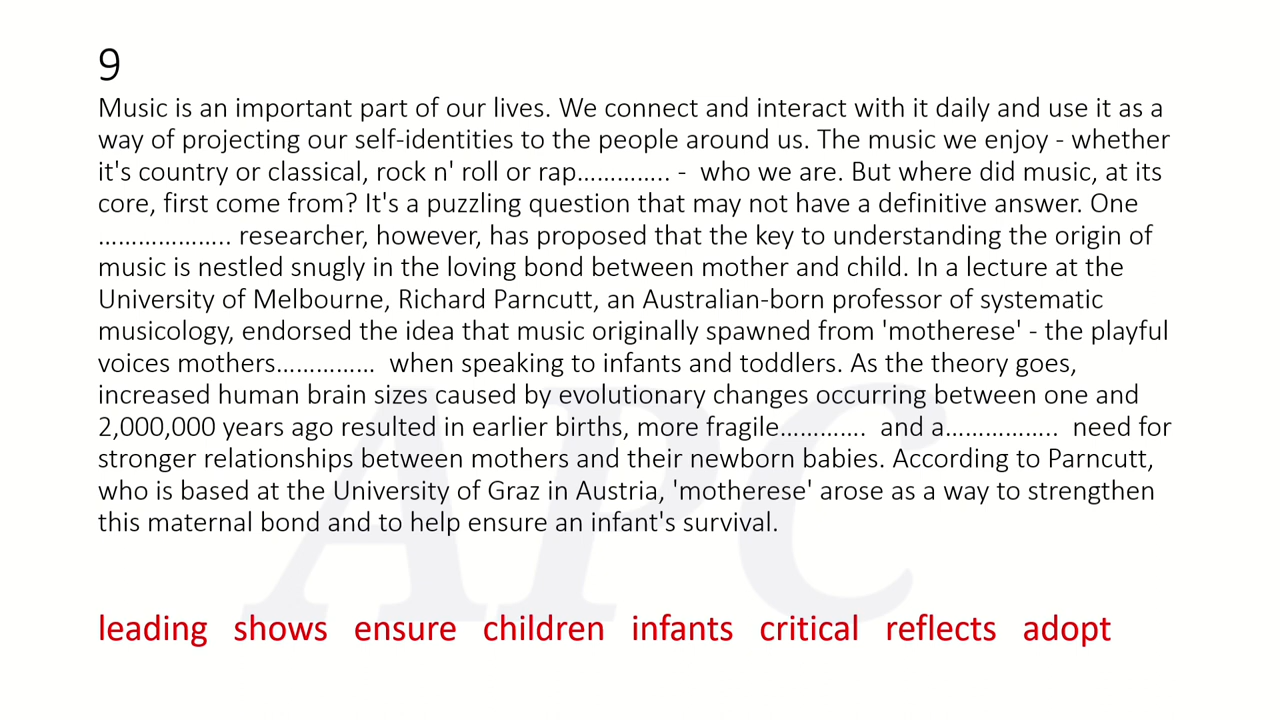 9
Music is an important part of our lives. We connect and interact with it daily and use it as a
way of projecting our self-identities to the people around us. The music we enjoy - whether
it's country or classical, rock n' roll or rap………….. -  who we are. But where did music, at its
core, first come from? It's a puzzling question that may not have a definitive answer. One
……………….. researcher, however, has proposed that the key to understanding the origin of
music is nestled snugly in the loving bond between mother and child. In a lecture at the
University of Melbourne, Richard Parncutt, an Australian-born professor of systematic
musicology, endorsed the idea that music originally spawned from 'motherese' - the playful
voices mothers……………  when speaking to infants and toddlers. As the theory goes,
increased human brain sizes caused by evolutionary changes occurring between one and
2,000,000 years ago resulted in earlier births, more fragile………….  and a……………..  need for
stronger relationships between mothers and their newborn babies. According to Parncutt,
who is based at the University of Graz in Austria, 'motherese' arose as a way to strengthen
this maternal bond and to help ensure an infant's survival.
APC
leading   shows   ensure   children   infants   critical   reflects   adopt